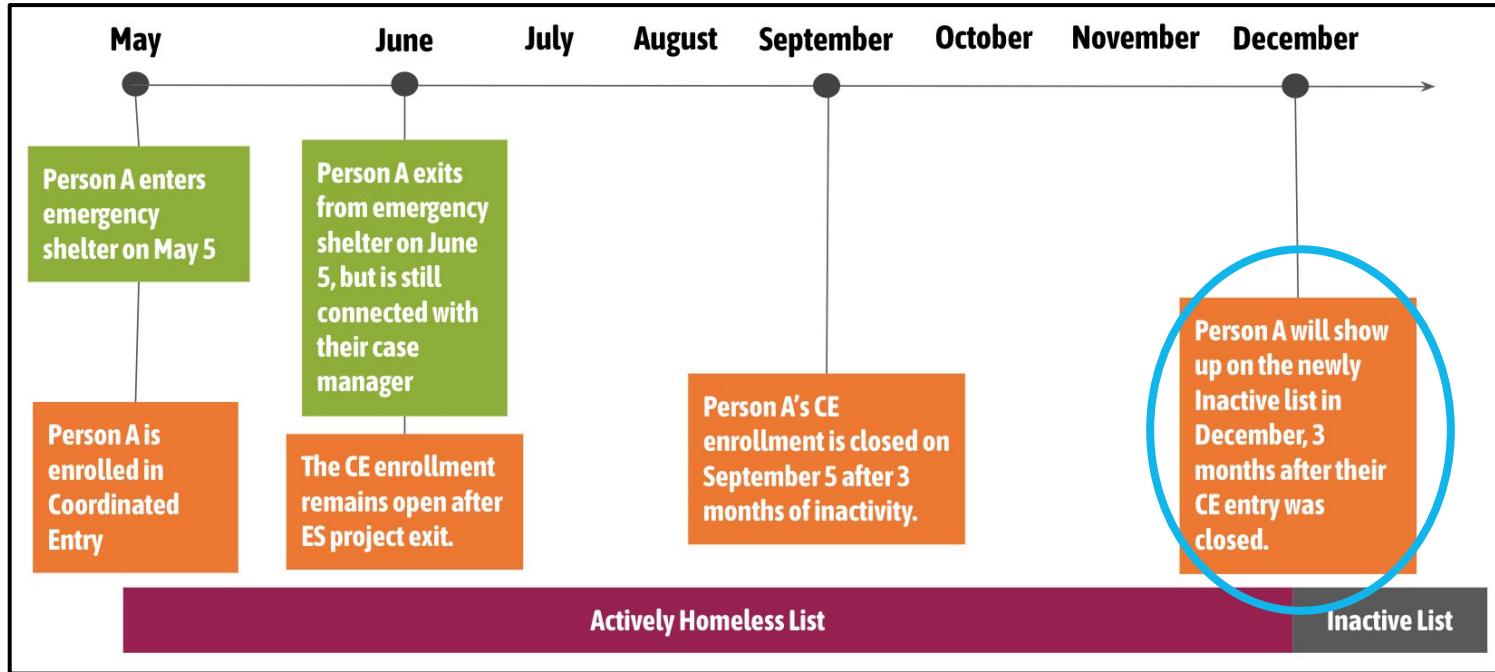 May June July August September October November December
Person A enters
emergency
shelter on May 5
Person A is
enrolled in
Coordinated
Entry
Person A exits
from emergency
shelter on June
5, but is still
connected with
their case
manager
The CE enrollment
remains open after
ES project exit.
Person A’s CE
enrollment is closed on
September 5 after 3
months of inactivity.
Person A will show
up on the newly
Inactive list in
December, 3
months after their
CE entry was
closed.
Actively Homeless List
Inactive List